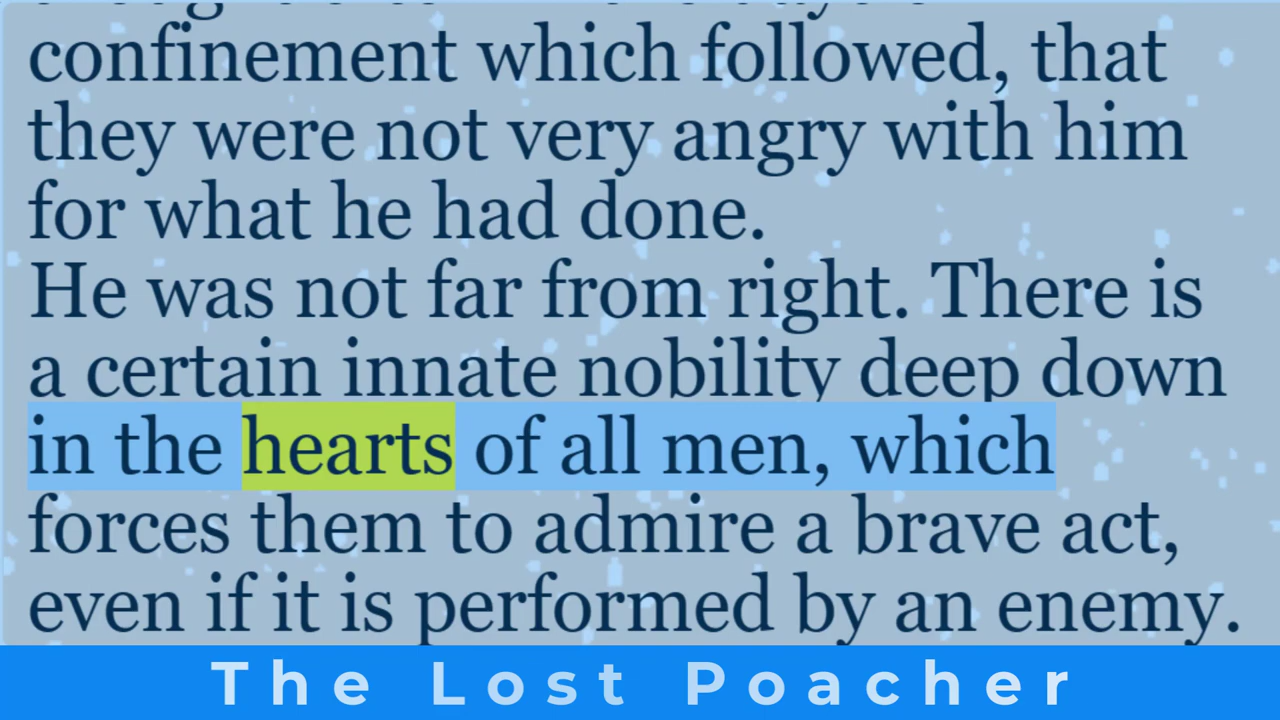 confinement which followed, that
they were not very angry with him
for what he had done.
He was not far from right. There is
a certain innate nobility deep down
in the hearts of all men, which
forces them to admire a brave act,
even if it is performed by an enemy.
The Lost Poacher